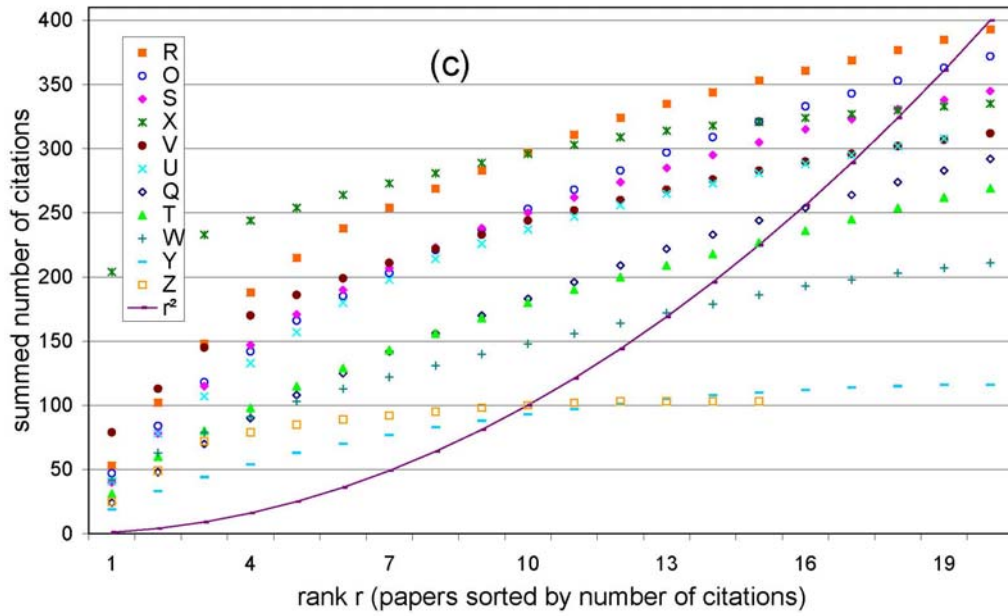 (c)
summed number of citations
400
350
300
250
200
150
100
50
0
R
O
S
X
V
U
Q
T
W
Y
Z
r²
1 4 7 10 13 16 19
rank r (papers sorted by number of citations)